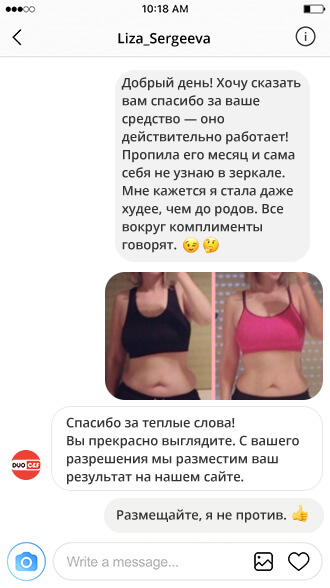 10:18 AM
Liza_Sergeeva
Добрый день! Хочу сказать
вам спасибо за ваше
средство — оно
действительно работает!
Пропила его месяц и сама
себя не узнаю в зеркале.
Мне кажется я стала даже
худее, чем до родов. Все
вокруг комплименты
говорят. 😉🤔
Спасибо за теплые слова!
Вы прекрасно выглядите. С вашего
разрешения мы разместим ваш
результат на нашем сайте.
DUO CEF
Размещайте, я не против. 👍
Write a message...